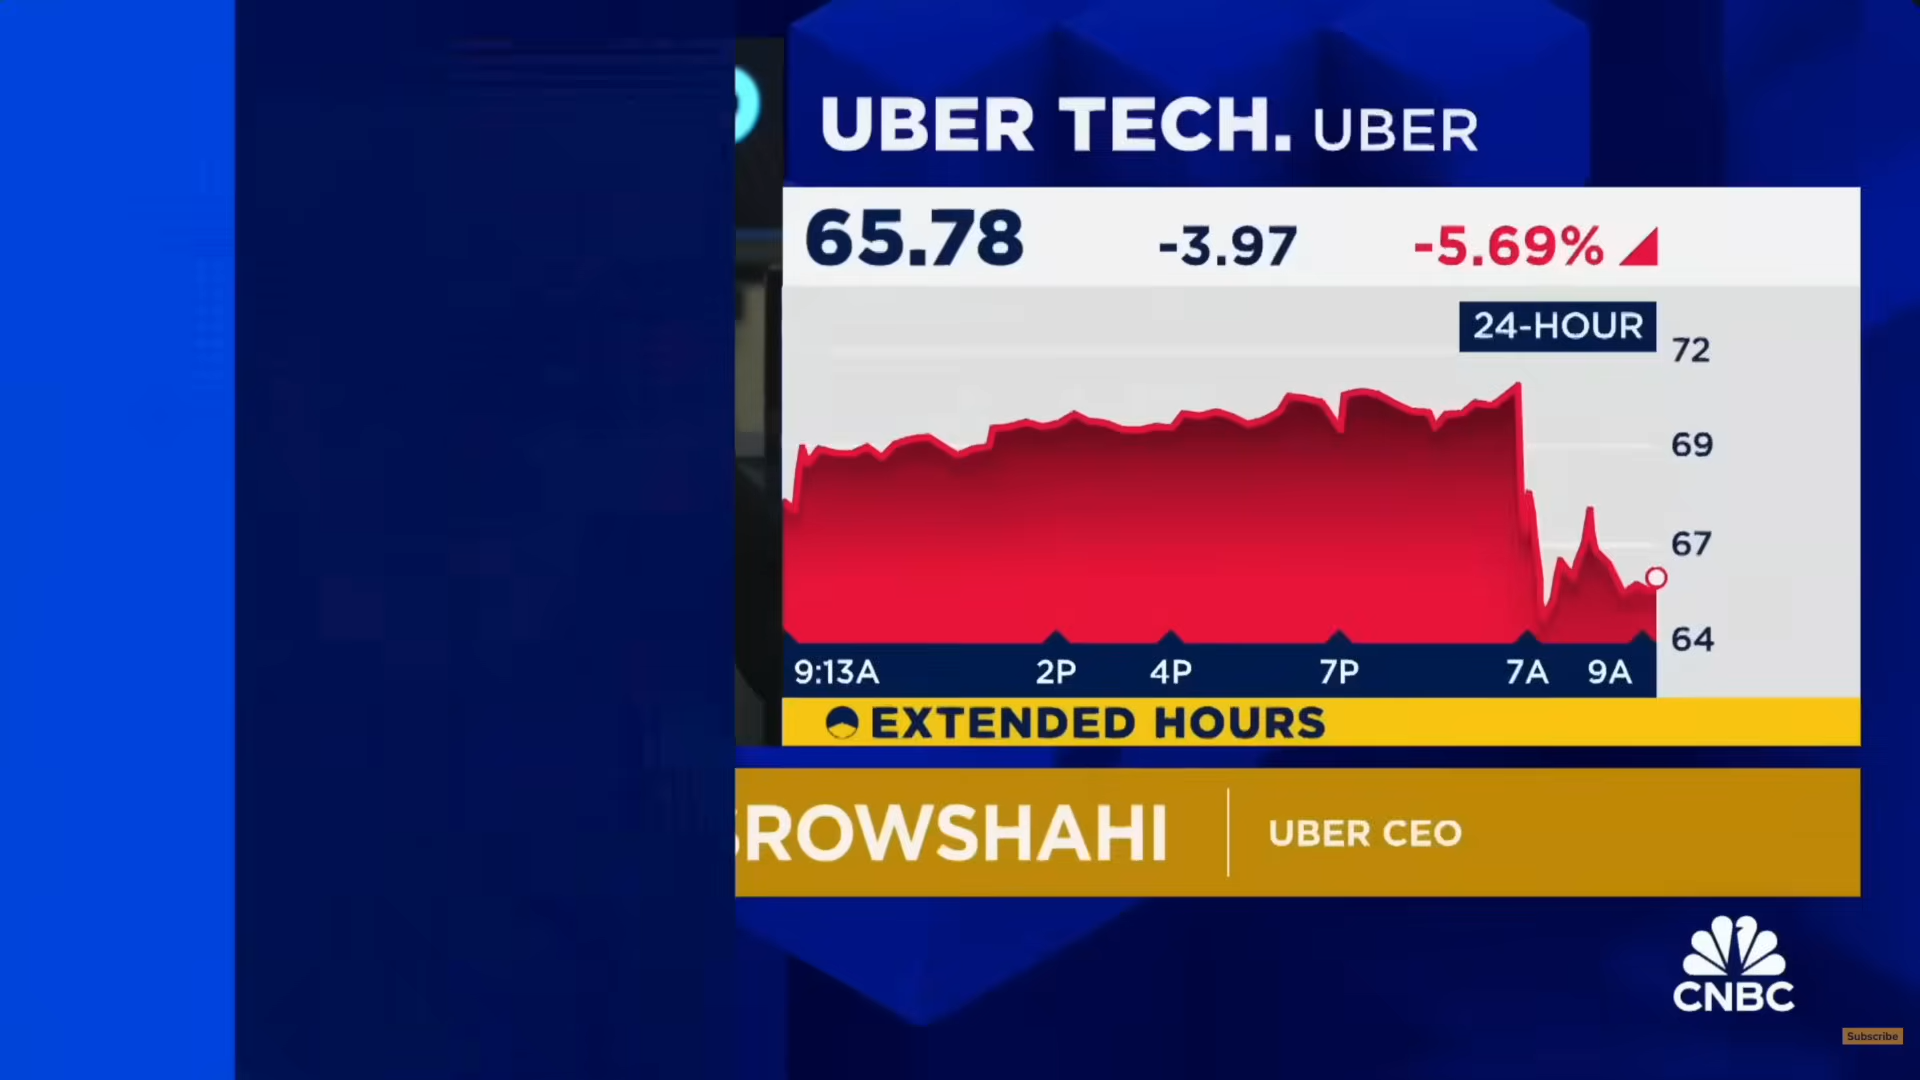 UBER TECH. UBER
65.78 -3.97 -5.69%
24-HOUR
72
69
67
64
9:13A 2P 4P 7P 7A 9A
EXTENDED HOURS
ROWSHAHI UBER CEO
CNBC
Subscribe